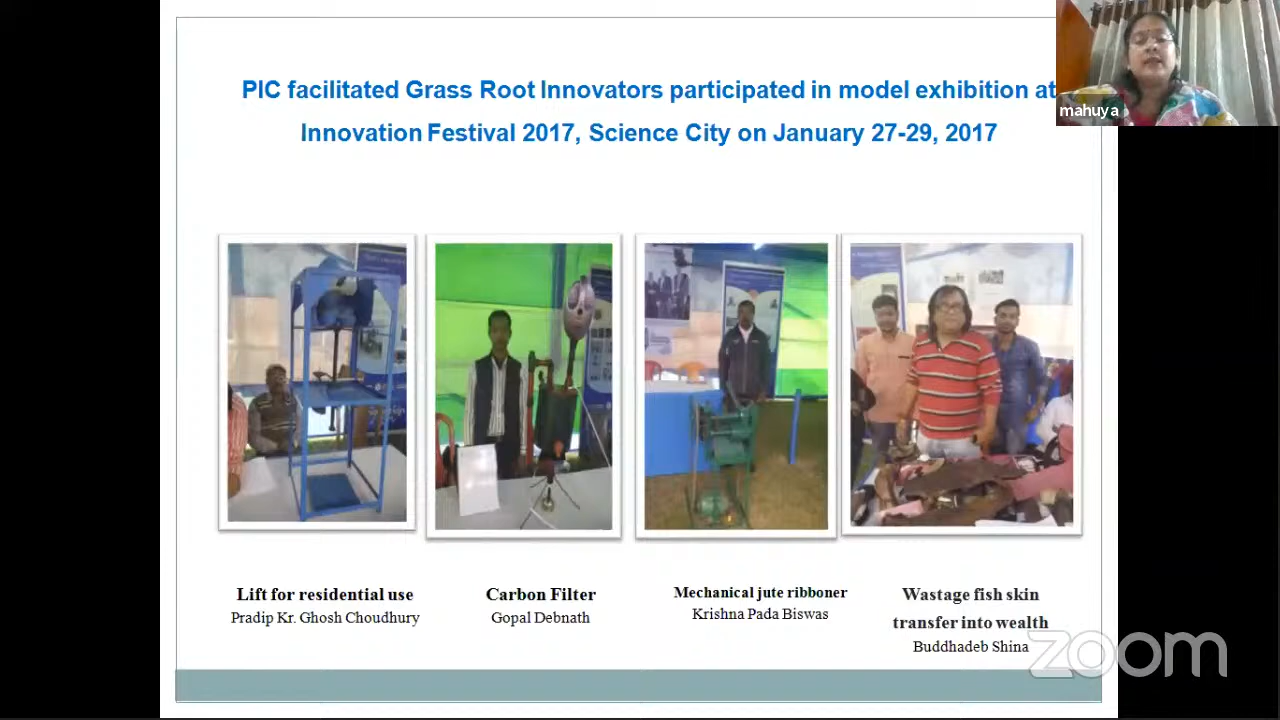 PIC facilitated Grass Root Innovators participated in model exhibition at
Innovation Festival 2017, Science City on January 27-29, 2017
mahuya
Lift for residential use
Pradip Kr. Ghosh Choudhury
Carbon Filter
Gopal Debnath
Mechanical jute ribboner
Krishna Pada Biswas
Wastage fish skin
transfer into wealth
Buddhadeb Shina
zoom